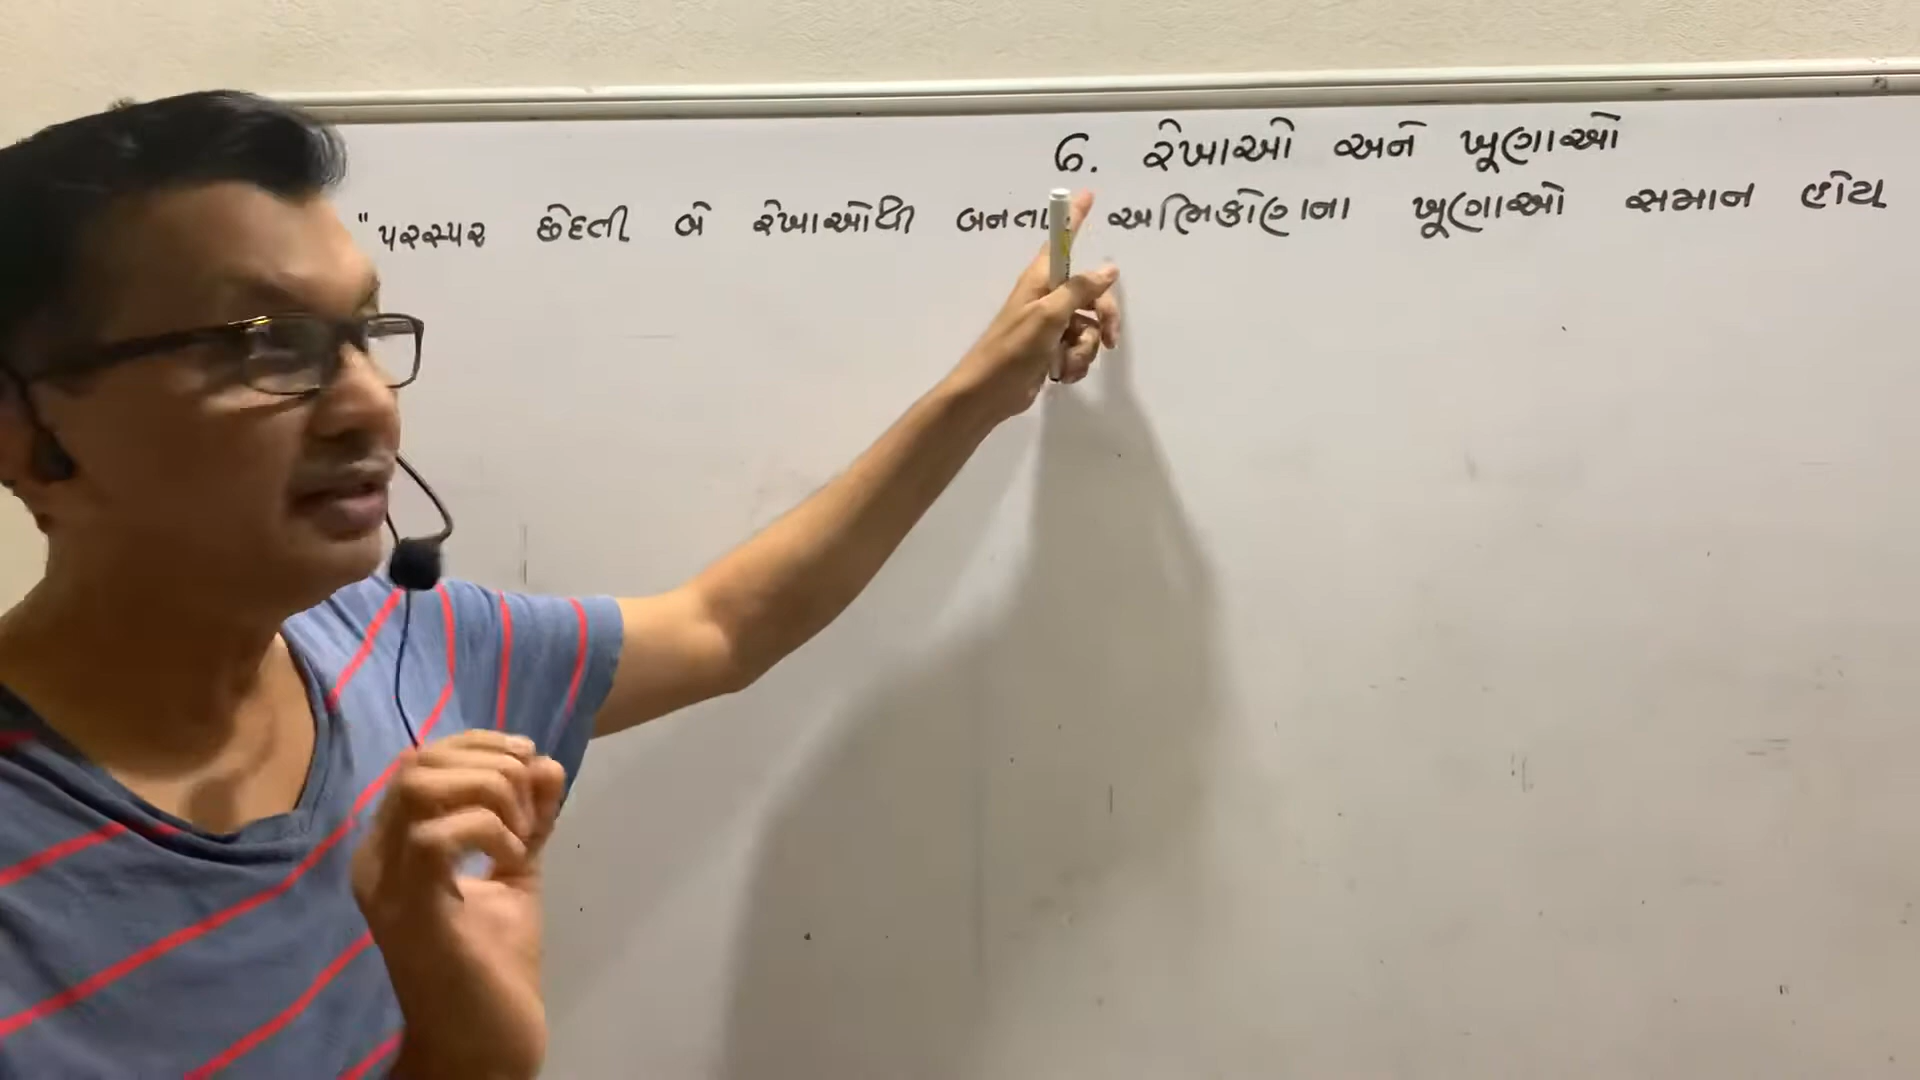 ૬. રેખાઓ અને ખૂણાઓ
"પરસ્પર છેદતી બે રેખાઓથી બનતા અભિકોણના ખૂણાઓ સમાન હોય